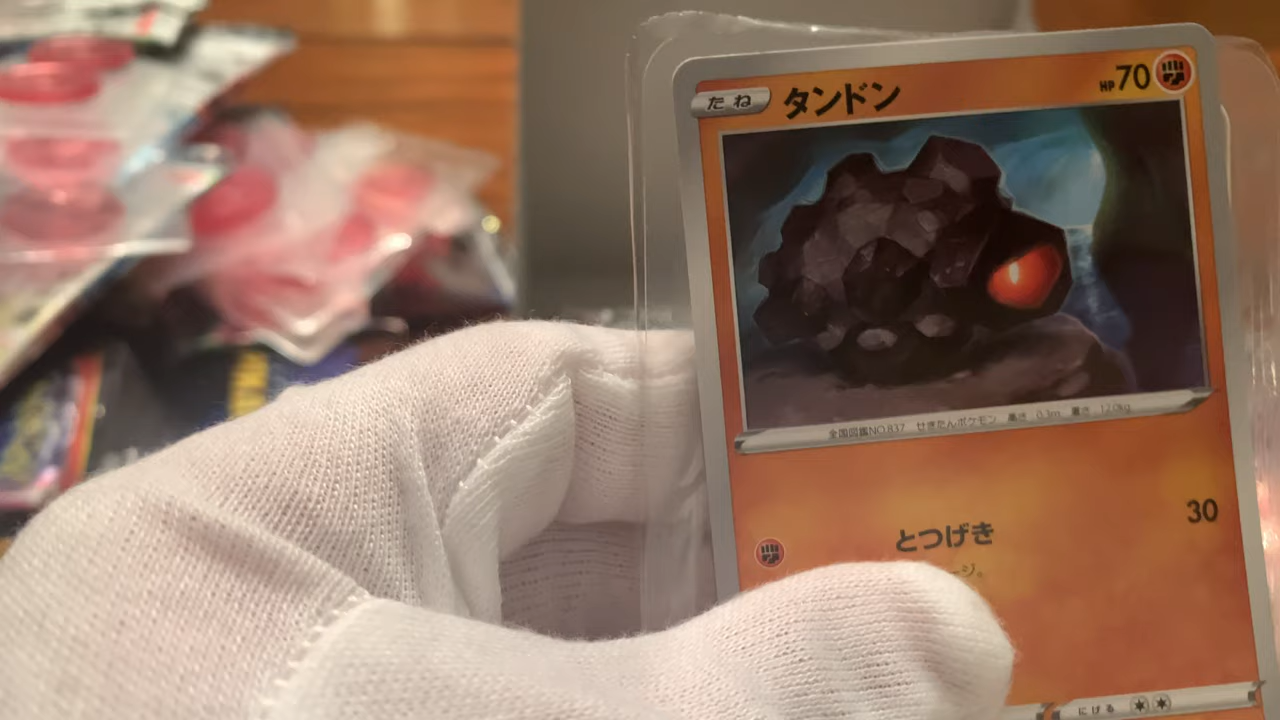 たね タンドン HP70
全国図鑑NO.837 せきたんポケモン 高さ 0.3m 重さ 12.0kg
とつげき 30
ージ。
にげる